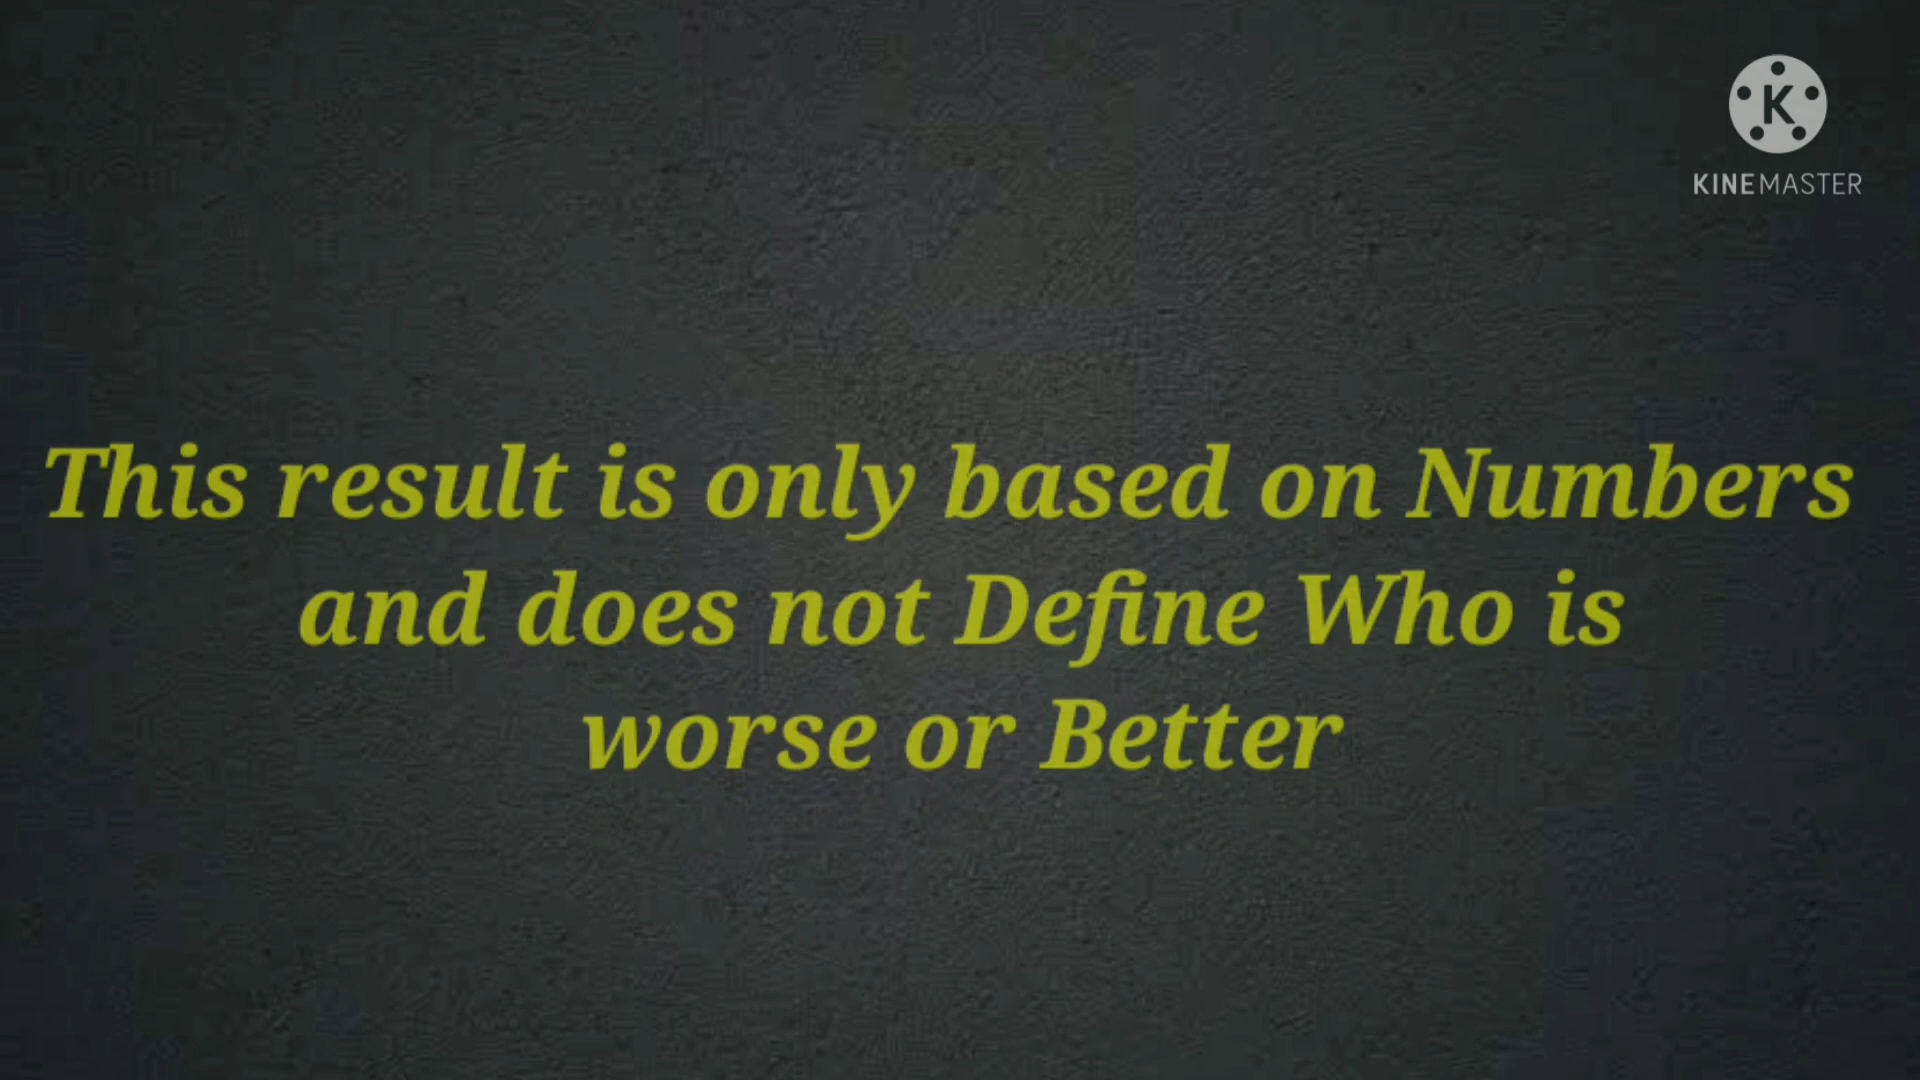 K
KINEMASTER
This result is only based on Numbers
and does not Define Who is
worse or Better